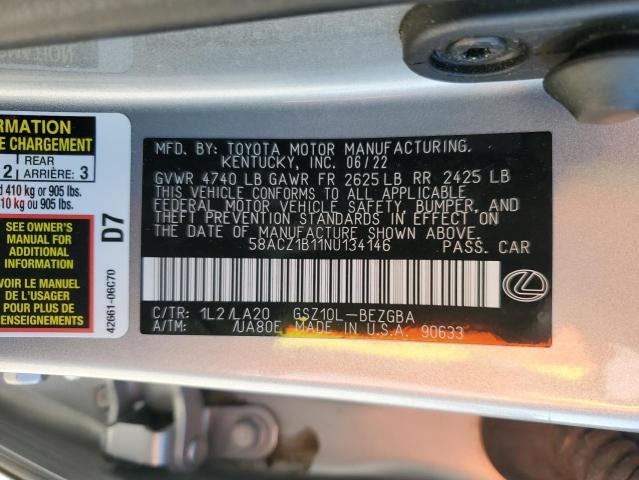 ORMATION
E CHARGEMENT
REAR
2 ARRIÈRE: 3
d 410 kg or 905 lbs.
10 kg ou 905 lbs.
SEE OWNER'S
MANUAL FOR
ADDITIONAL
INFORMATION
VOIR LE MANUEL
DE L'USAGER
POUR PLUS DE
RENSEIGNEMENTS
D7
42661-06C70
MFD. BY: TOYOTA MOTOR MANUFACTURING,
KENTUCKY, INC. 06/22
GVWR 4740 LB GAWR FR 2625 LB RR 2425 LB
THIS VEHICLE CONFORMS TO ALL APPLICABLE
FEDERAL MOTOR VEHICLE SAFETY, BUMPER, AND
THEFT PREVENTION STANDARDS IN EFFECT ON
THE DATE OF MANUFACTURE SHOWN ABOVE.
58ACZ1B11NU134146 PASS. CAR
C/TR: 1L2/LA20 GSZ10L-BEZGBA
A/TM: /UA80E MADE IN U.S.A. 90633